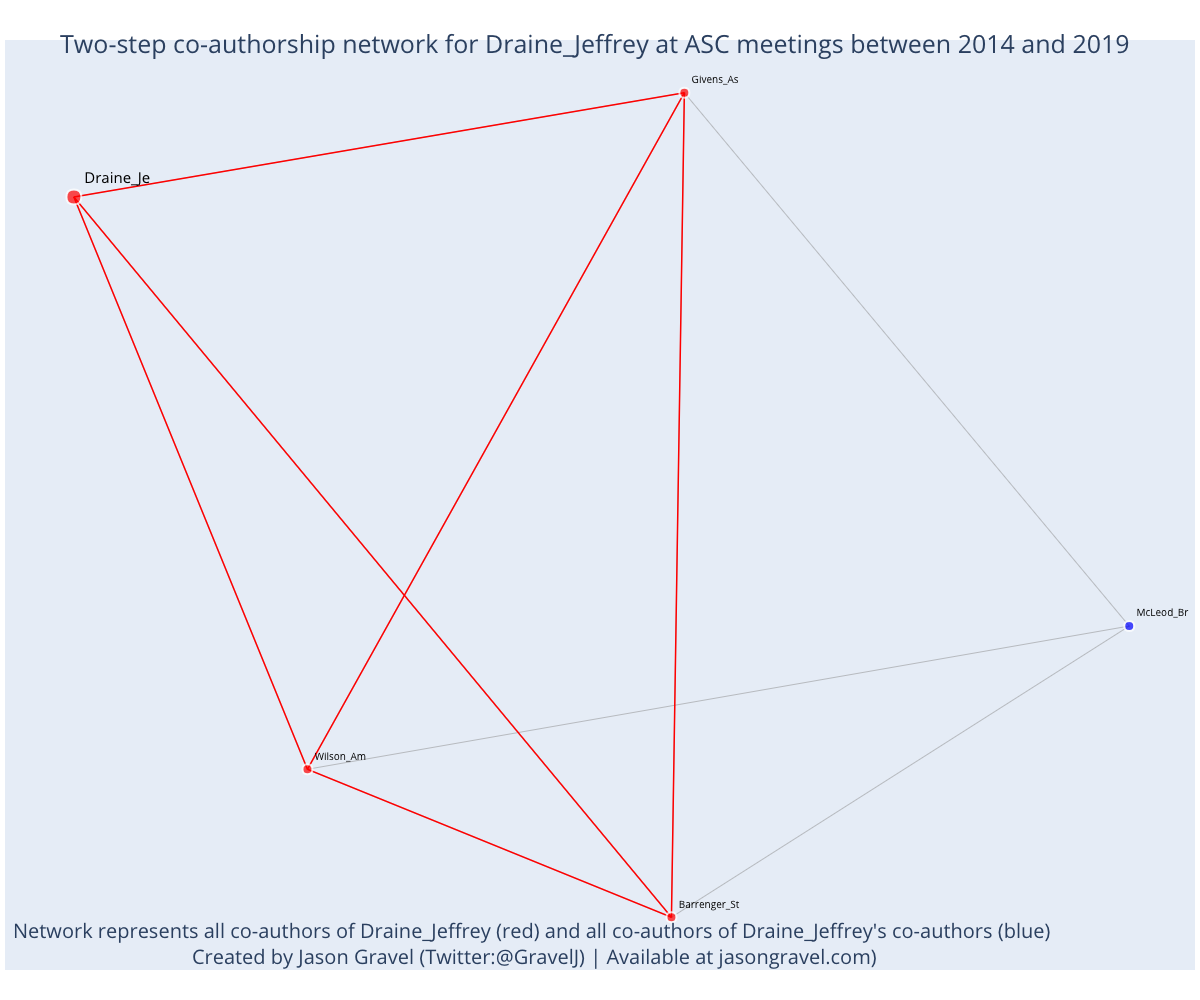 Two-step co-authorship network for Draine_Jeffrey at ASC meetings between 2014 and 2019
Givens_As
Draine_Je
McLeod_Br
Wilson_Am
Barrenger_St
Network represents all co-authors of Draine_Jeffrey (red) and all co-authors of Draine_Jeffrey's co-authors (blue)
Created by Jason Gravel (Twitter:@GravelJ) | Available at jasongravel.com)